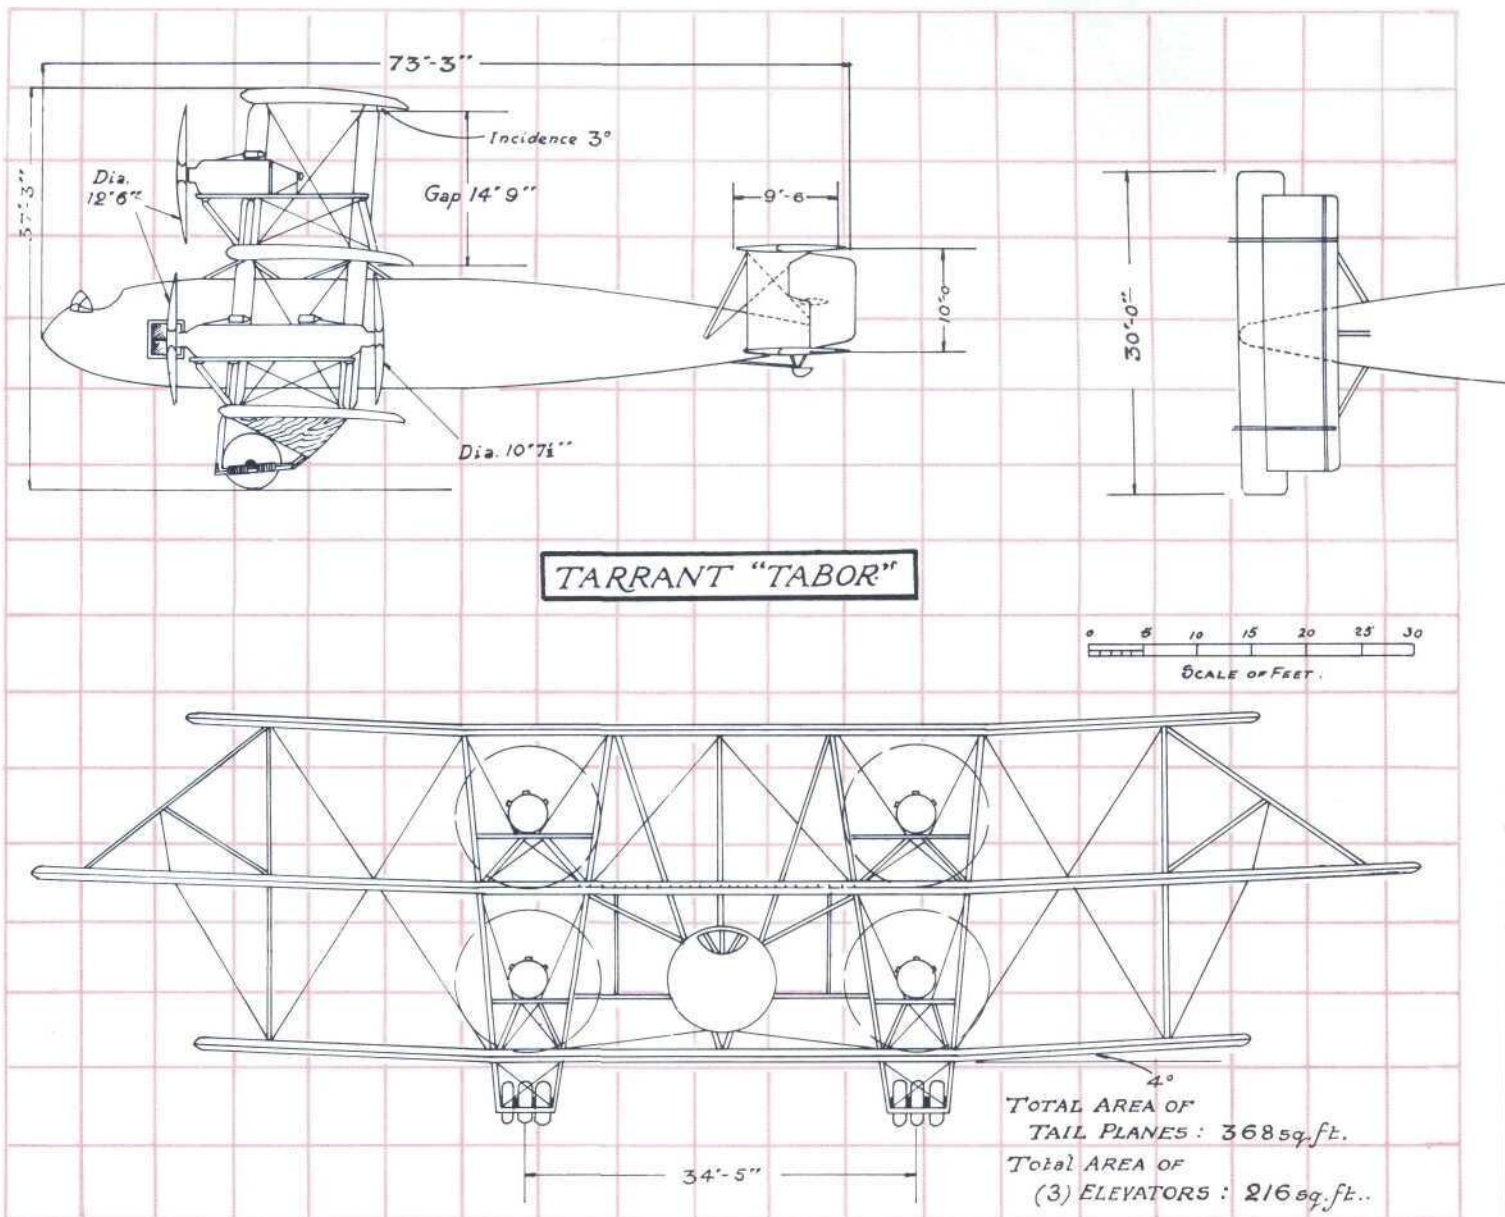 73'-3"
Incidence 3°
Dia.
12'6"
37'-3"
Gap 14'9"
9'-6
10'-0
30'-0"
Dia. 10'7½"
TARRANT "TABOR"
0 5 10 15 20 25 30
SCALE OF FEET.
4°
TOTAL AREA OF
TAIL PLANES: 368 sq.ft.
Total AREA OF
(3) ELEVATORS: 216 sq.ft..
34'-5"